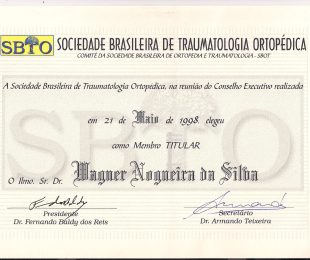 SBTO SOCIEDADE BRASILEIRA DE TRAUMATOLOGIA ORTOPÉDICA
COMITÊ DA SOCIEDADE BRASILEIRA DE ORTOPEDIA E TRAUMATOLOGIA - SBOT
A Sociedade Brasileira de Traumatologia Ortopédica, na reunião do Conselho Executivo realizada
em 21 de Maio de 1998 elegeu
como Membro TITULAR
O Ilmo. Sr. Dr. Wagner Nogueira da Silva
Presidente
Dr. Fernando Baldy dos Reis
Secretário
Dr. Armando Teixeira
SBTO